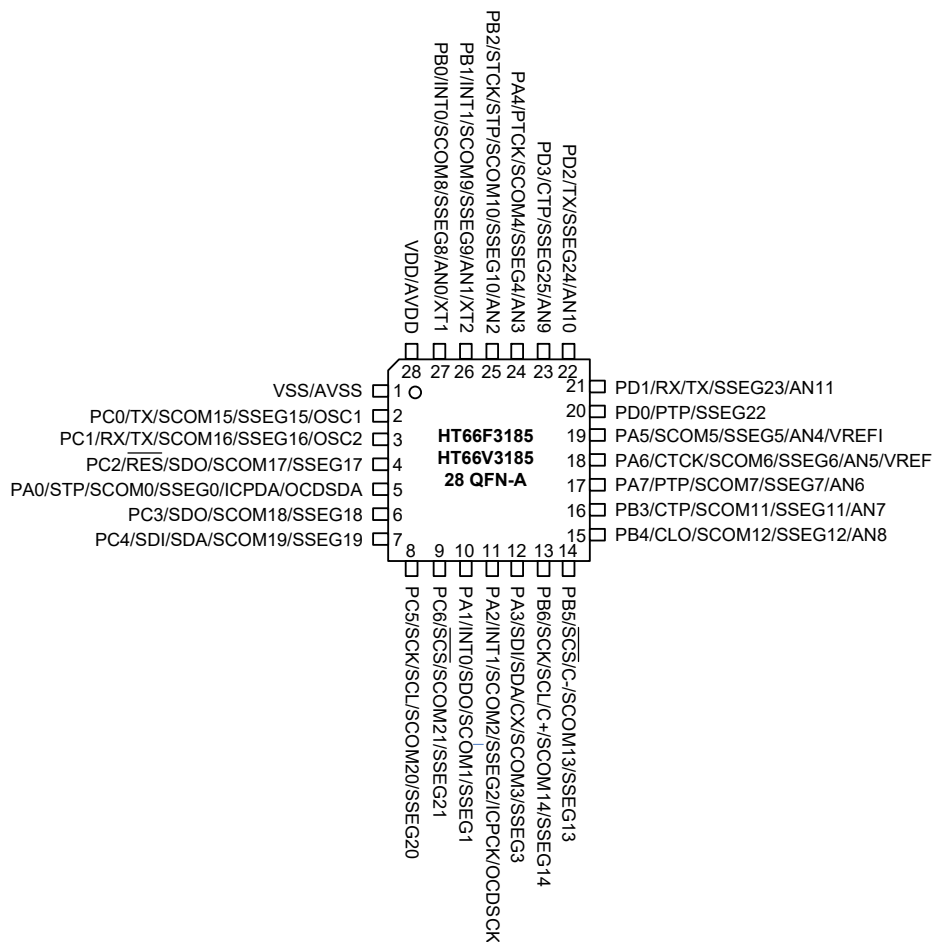 PB0/INT0/SCOM8/SSEG8/AN0/XT1
PB1/INT1/SCOM9/SSEG9/AN1/XT2
PB2/STCK/STP/SCOM10/SSEG10/AN2
PA4/PTCK/SCOM4/SSEG4/AN3
PD3/CTP/SSEG25/AN9
PD2/TX/SSEG24/AN10
VDD/AVDD
28 27 26 25 24 23 22
VSS/AVSS 1
PC0/TX/SCOM15/SSEG15/OSC1 2
PC1/RX/TX/SCOM16/SSEG16/OSC2 3
PC2/RES/SDO/SCOM17/SSEG17 4
PA0/STP/SCOM0/SSEG0/ICPDA/OCDSDA 5
PC3/SDO/SCOM18/SSEG18 6
PC4/SDI/SDA/SCOM19/SSEG19 7
HT66F3185
HT66V3185
28 QFN-A
21 PD1/RX/TX/SSEG23/AN11
20 PD0/PTP/SSEG22
19 PA5/SCOM5/SSEG5/AN4/VREFI
18 PA6/CTCK/SCOM6/SSEG6/AN5/VREF
17 PA7/PTP/SCOM7/SSEG7/AN6
16 PB3/CTP/SCOM11/SSEG11/AN7
15 PB4/CLO/SCOM12/SSEG12/AN8
8 9 10 11 12 13 14
PC5/SCK/SCL/SCOM20/SSEG20
PC6/SCS/SCOM21/SSEG21
PA1/INT0/SDO/SCOM1/SSEG1
PA2/INT1/SCOM2/SSEG2/ICPCK/OCDSCK
PA3/SDI/SDA/CX/SCOM3/SSEG3
PB6/SCK/SCL/C+/SCOM14/SSEG14
PB5/SCS/C-/SCOM13/SSEG13